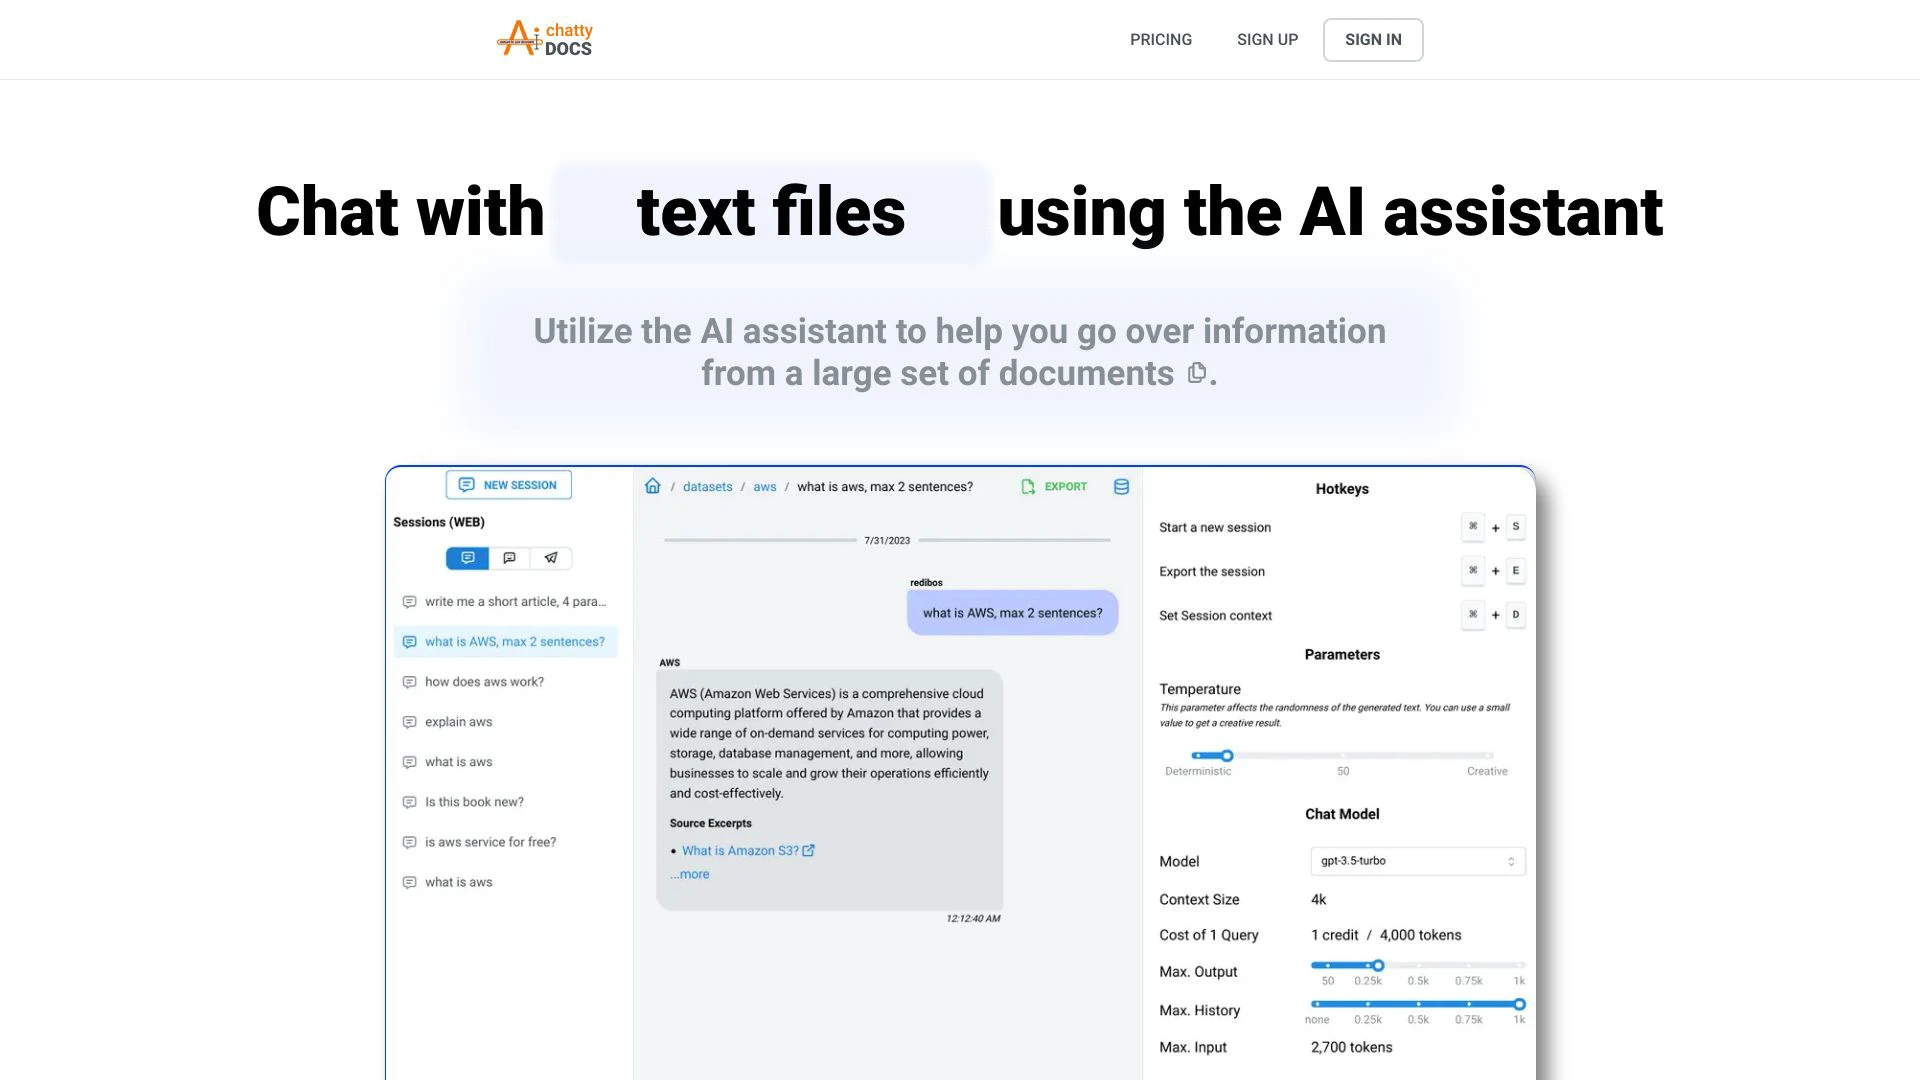 chatty
DOCS
PRICING
SIGN UP
SIGN IN
Chat with text files using the AI assistant
Utilize the AI assistant to help you go over information
from a large set of documents .
NEW SESSION
Sessions (WEB)
write me a short article, 4 para...
what is AWS, max 2 sentences?
how does aws work?
explain aws
what is aws
Is this book new?
is aws service for free?
what is aws
/ datasets / aws / what is aws, max 2 sentences?
EXPORT
7/31/2023
redibos
what is AWS, max 2 sentences?
AWS
AWS (Amazon Web Services) is a comprehensive cloud
computing platform offered by Amazon that provides a
wide range of on-demand services for computing power,
storage, database management, and more, allowing
businesses to scale and grow their operations efficiently
and cost-effectively.
Source Excerpts
• What is Amazon S3?
...more
12:12:40 AM
Hotkeys
Start a new session ⌘ + S
Export the session ⌘ + E
Set Session context ⌘ + D
Parameters
Temperature
This parameter affects the randomness of the generated text. You can use a small
value to get a creative result.
Deterministic 50 Creative
Chat Model
Model gpt-3.5-turbo
Context Size 4k
Cost of 1 Query 1 credit / 4,000 tokens
Max. Output
50 0.25k 0.5k 0.75k 1k
Max. History
none 0.25k 0.5k 0.75k 1k
Max. Input 2,700 tokens